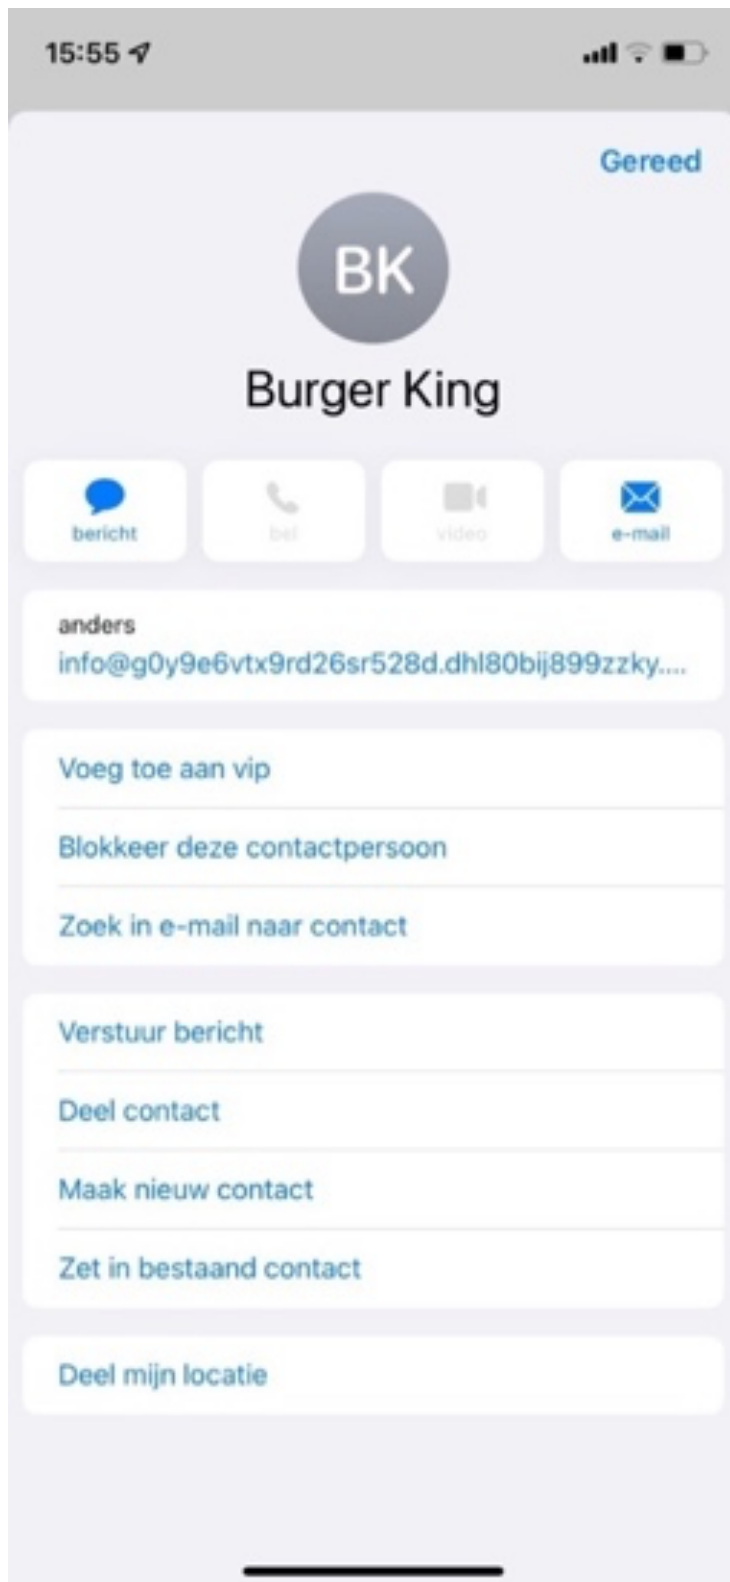 15:55
Gereed
BK
Burger King
bericht
bel
video
e-mail
anders
info@g0y9e6vtx9rd26sr528d.dhl80bij899zzky....
Voeg toe aan vip
Blokkeer deze contactpersoon
Zoek in e-mail naar contact
Verstuur bericht
Deel contact
Maak nieuw contact
Zet in bestaand contact
Deel mijn locatie